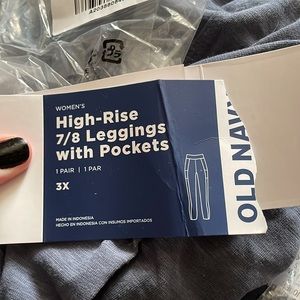 WOMEN'S
High-Rise
7/8 Leggings
with Pockets
1 PAIR | 1 PAR
3X
MADE IN INDONESIA
HECHO EN INDONESIA CON INSUMOS IMPORTADOS
OLD NAVY